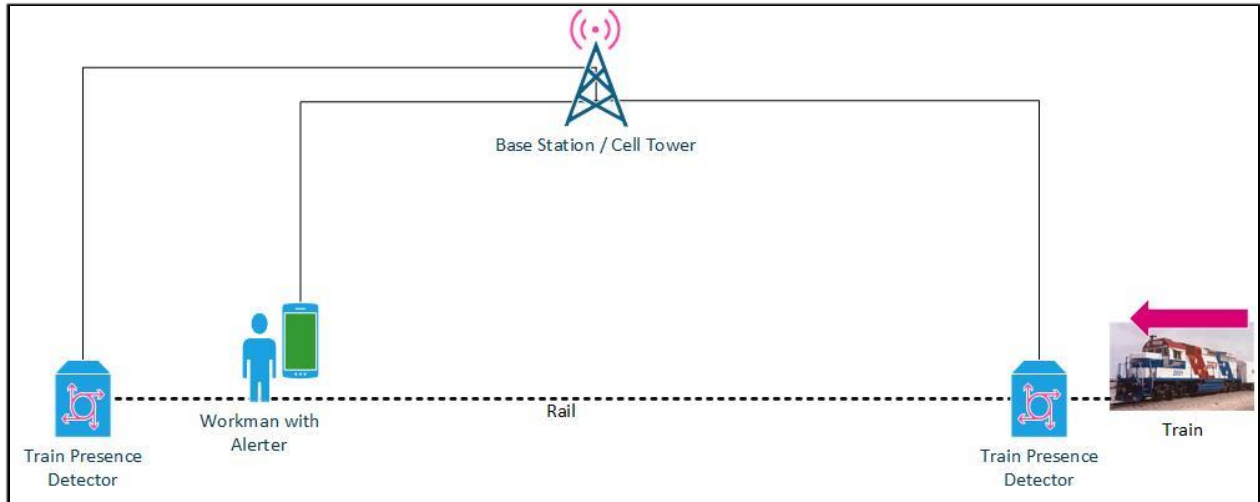 Base Station / Cell Tower
Workman with
Alerter
Rail
Train
Train Presence
Detector
Train Presence
Detector